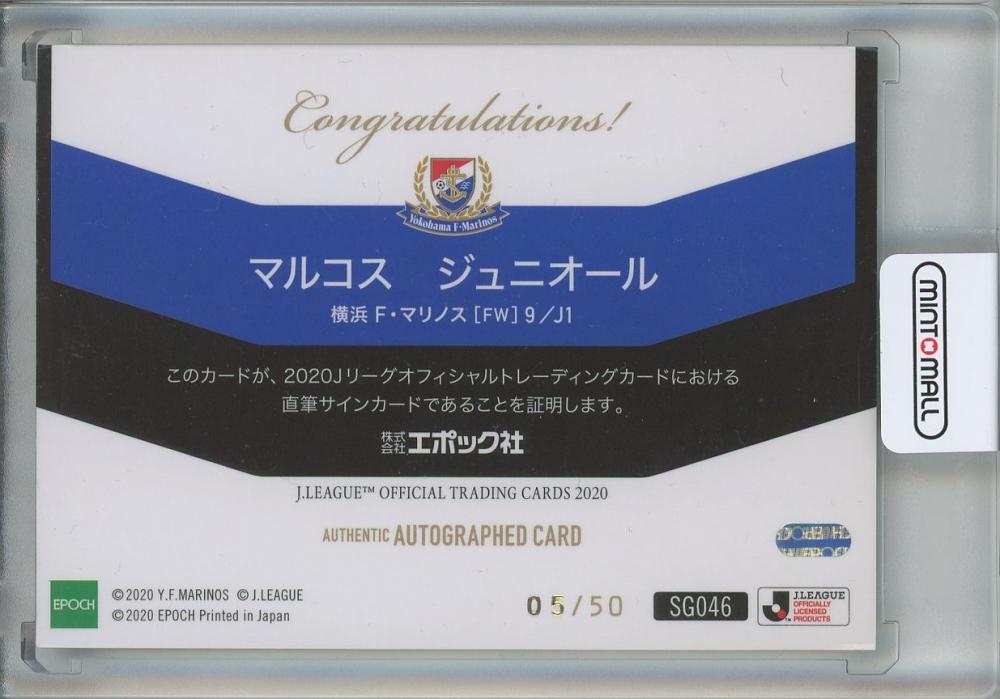 Congratulations!
Yokohama F・Marinos
マルコス ジュニオール
横浜 F・マリノス [FW] 9/J1
このカードが、2020Jリーグオフィシャルトレーディングカードにおける
直筆サインカードであることを証明します。
株式会社 エポック社
J.LEAGUE™ OFFICIAL TRADING CARDS 2020
AUTHENTIC AUTOGRAPHED CARD
EPOCH
©2020 Y.F.MARINOS ©J.LEAGUE
©2020 EPOCH Printed in Japan
05/50
SG046
J.LEAGUE
OFFICIALLY
LICENSED
PRODUCTS
MINTOMALL